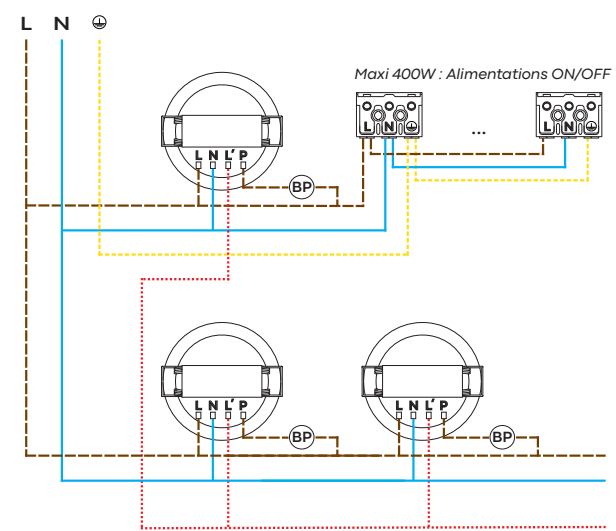 L N
Maxi 400W : Alimentations ON/OFF
L N
...
L N
L N L' P
BP
L N L' P
L N L' P
BP
BP